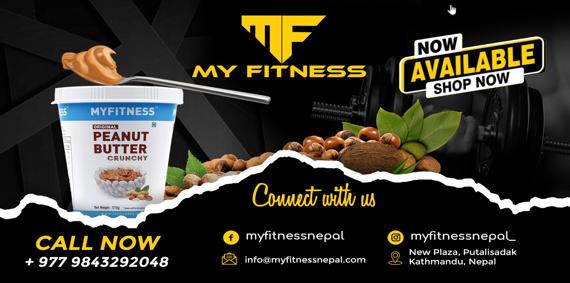 MF
MY FITNESS
NOW
AVAILABLE
SHOP NOW
MYFITNESS
ORIGINAL
PEANUT
BUTTER
CRUNCHY
Connect with us
CALL NOW
+ 977 9843292048
myfitnessnepal
info@myfitnessnepal.com
myfitnessnepal_
New Plaza, Putalisadak
Kathmandu, Nepal